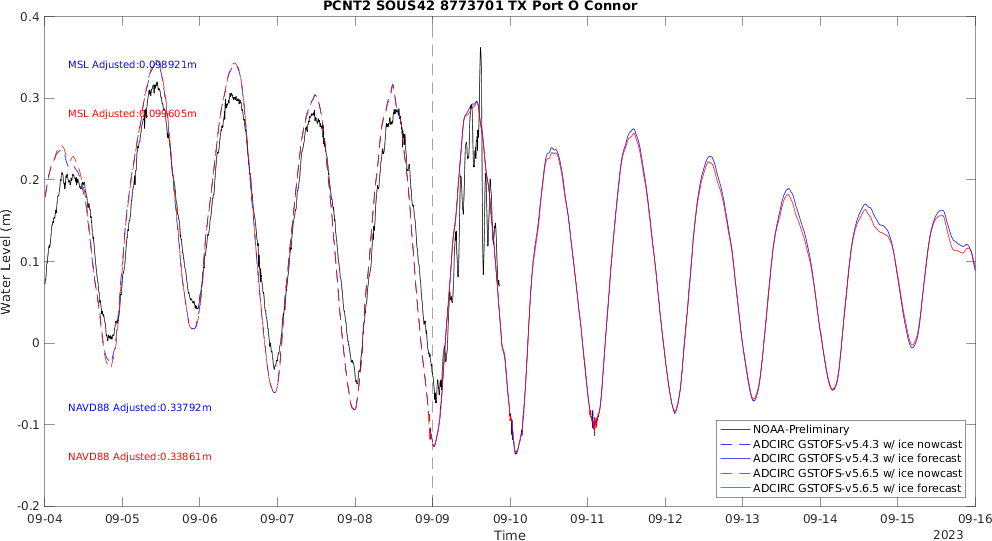 PCNT2 SOUS42 8773701 TX Port O Connor
0.4
0.3
0.2
0.1
0
-0.1
-0.2
Water Level (m)
MSL Adjusted:0.098921m
MSL Adjusted:0.099605m
NAVD88 Adjusted:0.33792m
NAVD88 Adjusted:0.33861m
NOAA-Preliminary
ADCIRC GSTOFS-v5.4.3 w/ ice nowcast
ADCIRC GSTOFS-v5.4.3 w/ ice forecast
ADCIRC GSTOFS-v5.6.5 w/ ice nowcast
ADCIRC GSTOFS-v5.6.5 w/ ice forecast
09-04 09-05 09-06 09-07 09-08 09-09 09-10 09-11 09-12 09-13 09-14 09-15 09-16
Time
2023